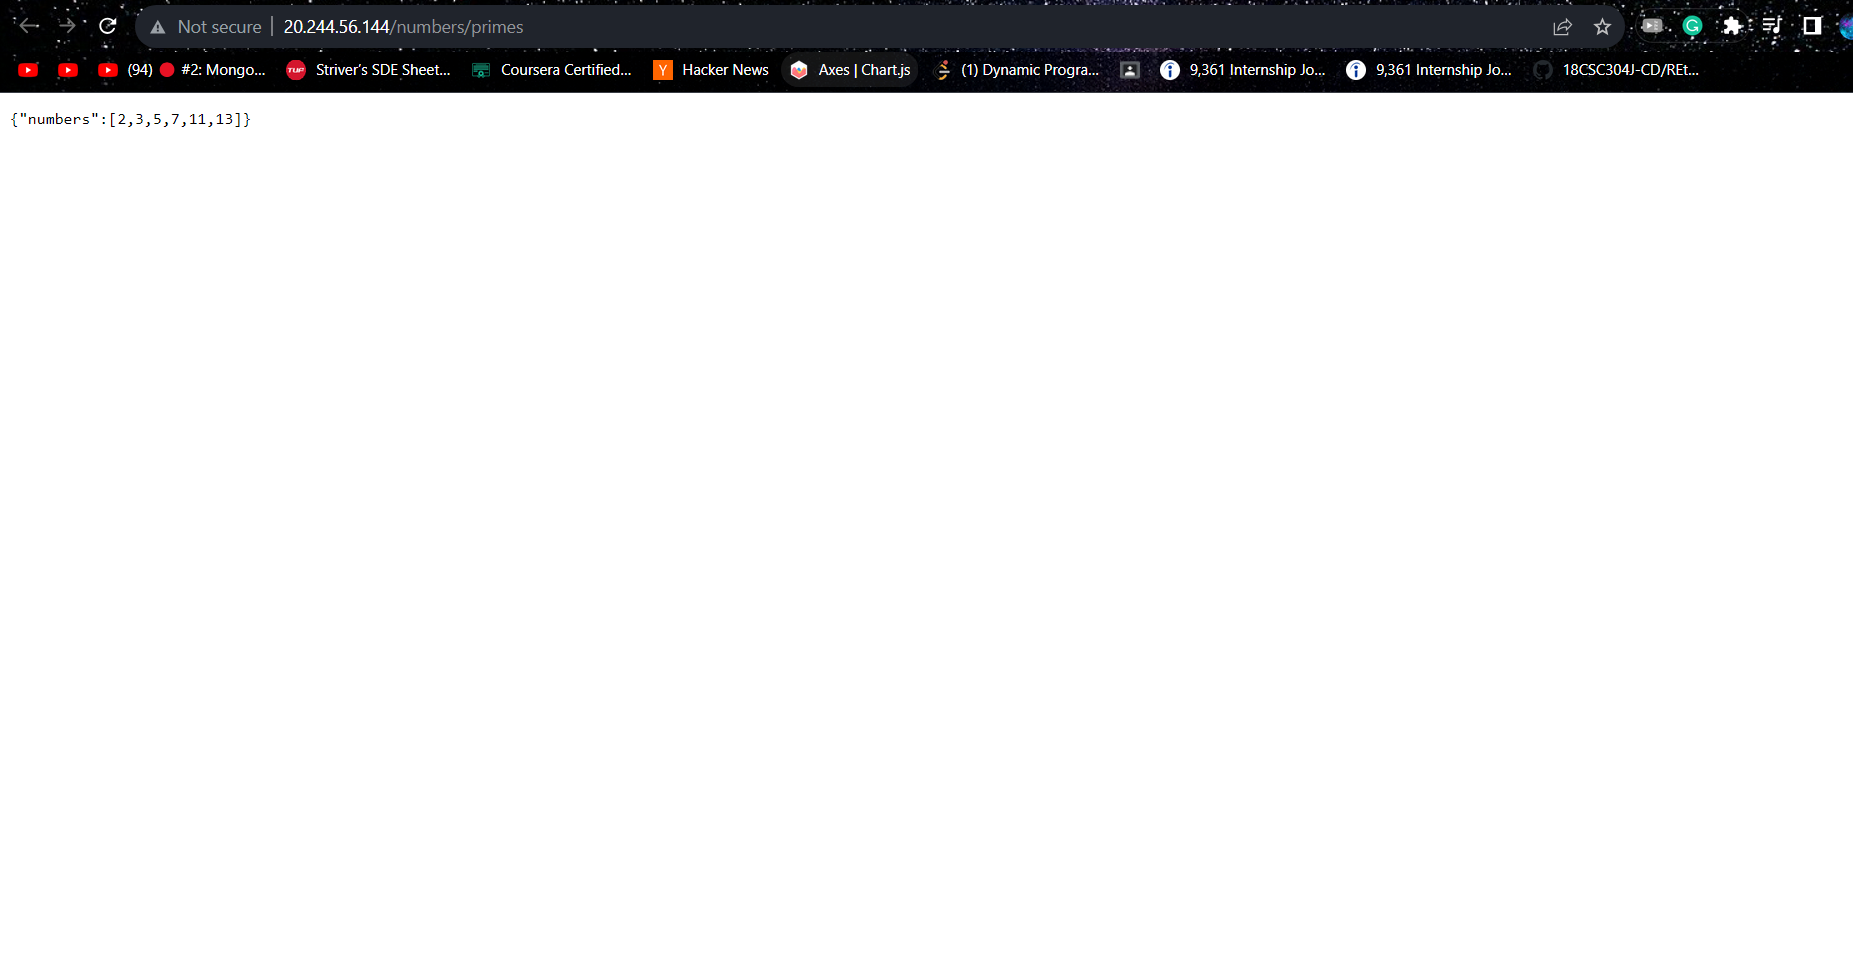 Not secure | 20.244.56.144/numbers/primes
(94) 🔴 #2: Mongo... TUF Striver's SDE Sheet... Coursera Certified... Y Hacker News Axes | Chart.js (1) Dynamic Progra... 9,361 Internship Jo... 9,361 Internship Jo... 18CSC304J-CD/REt...
{"numbers":[2,3,5,7,11,13]}